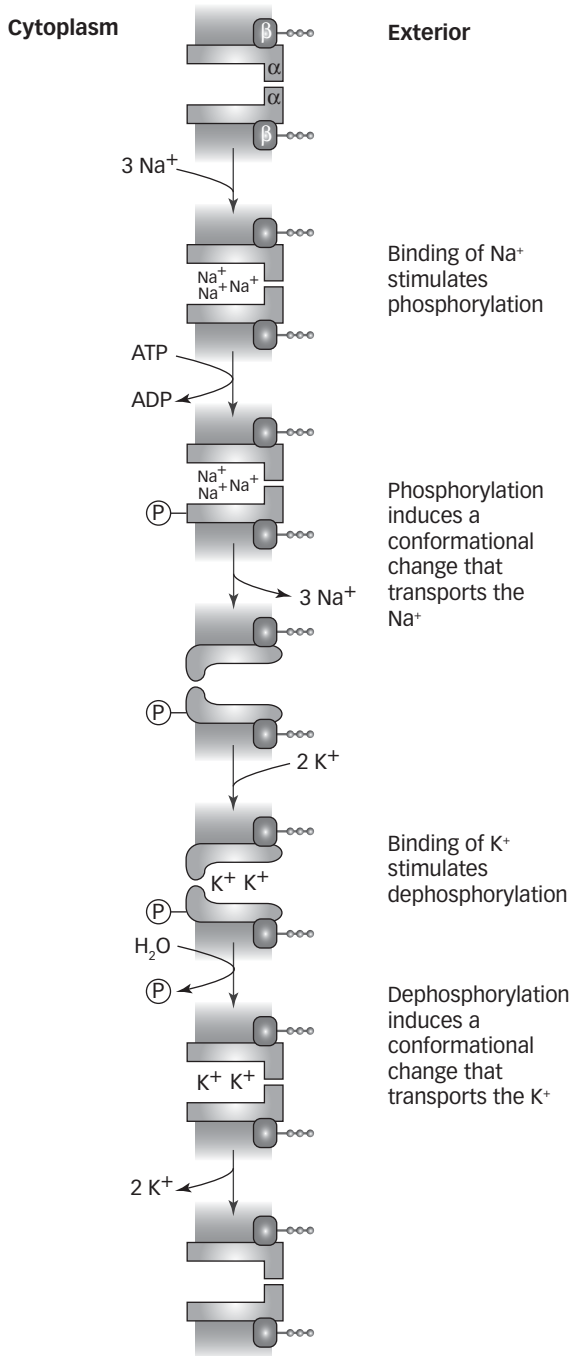 Cytoplasm
Exterior
β
α
α
β
3 Na⁺
Na⁺
Na⁺ Na⁺
Binding of Na⁺
stimulates
phosphorylation
ATP
ADP
Na⁺
Na⁺ Na⁺
P
Phosphorylation
induces a
conformational
change that
transports the
Na⁺
3 Na⁺
P
2 K⁺
K⁺ K⁺
P
Binding of K⁺
stimulates
dephosphorylation
H₂O
P
K⁺ K⁺
Dephosphorylation
induces a
conformational
change that
transports the K⁺
2 K⁺